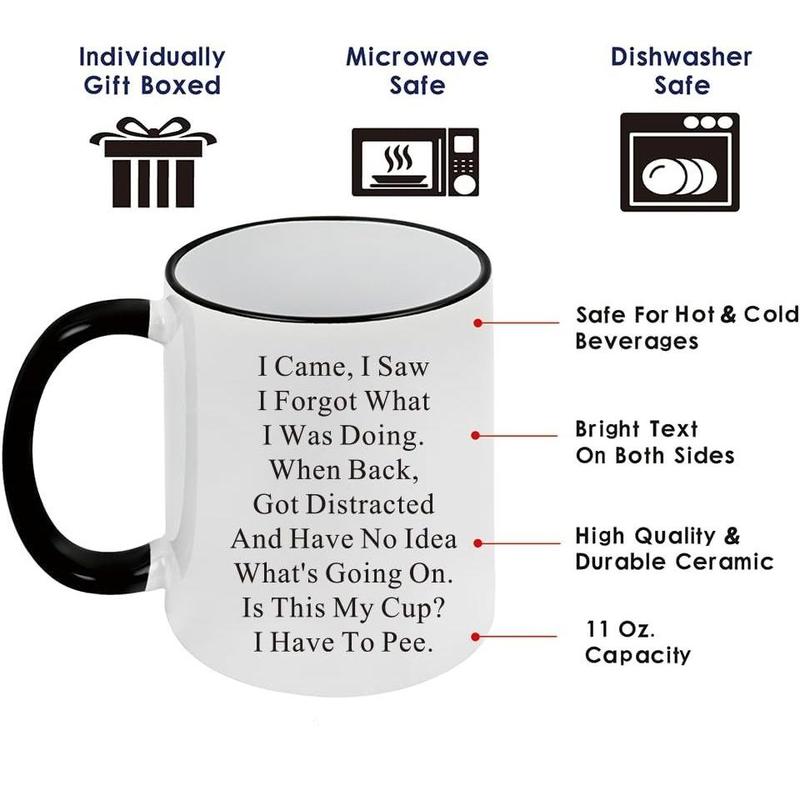 Individually
Gift Boxed
Microwave
Safe
Dishwasher
Safe
I Came, I Saw
I Forgot What
I Was Doing.
When Back,
Got Distracted
And Have No Idea
What's Going On.
Is This My Cup?
I Have To Pee.
Safe For Hot & Cold
Beverages
Bright Text
On Both Sides
High Quality &
Durable Ceramic
11 Oz.
Capacity